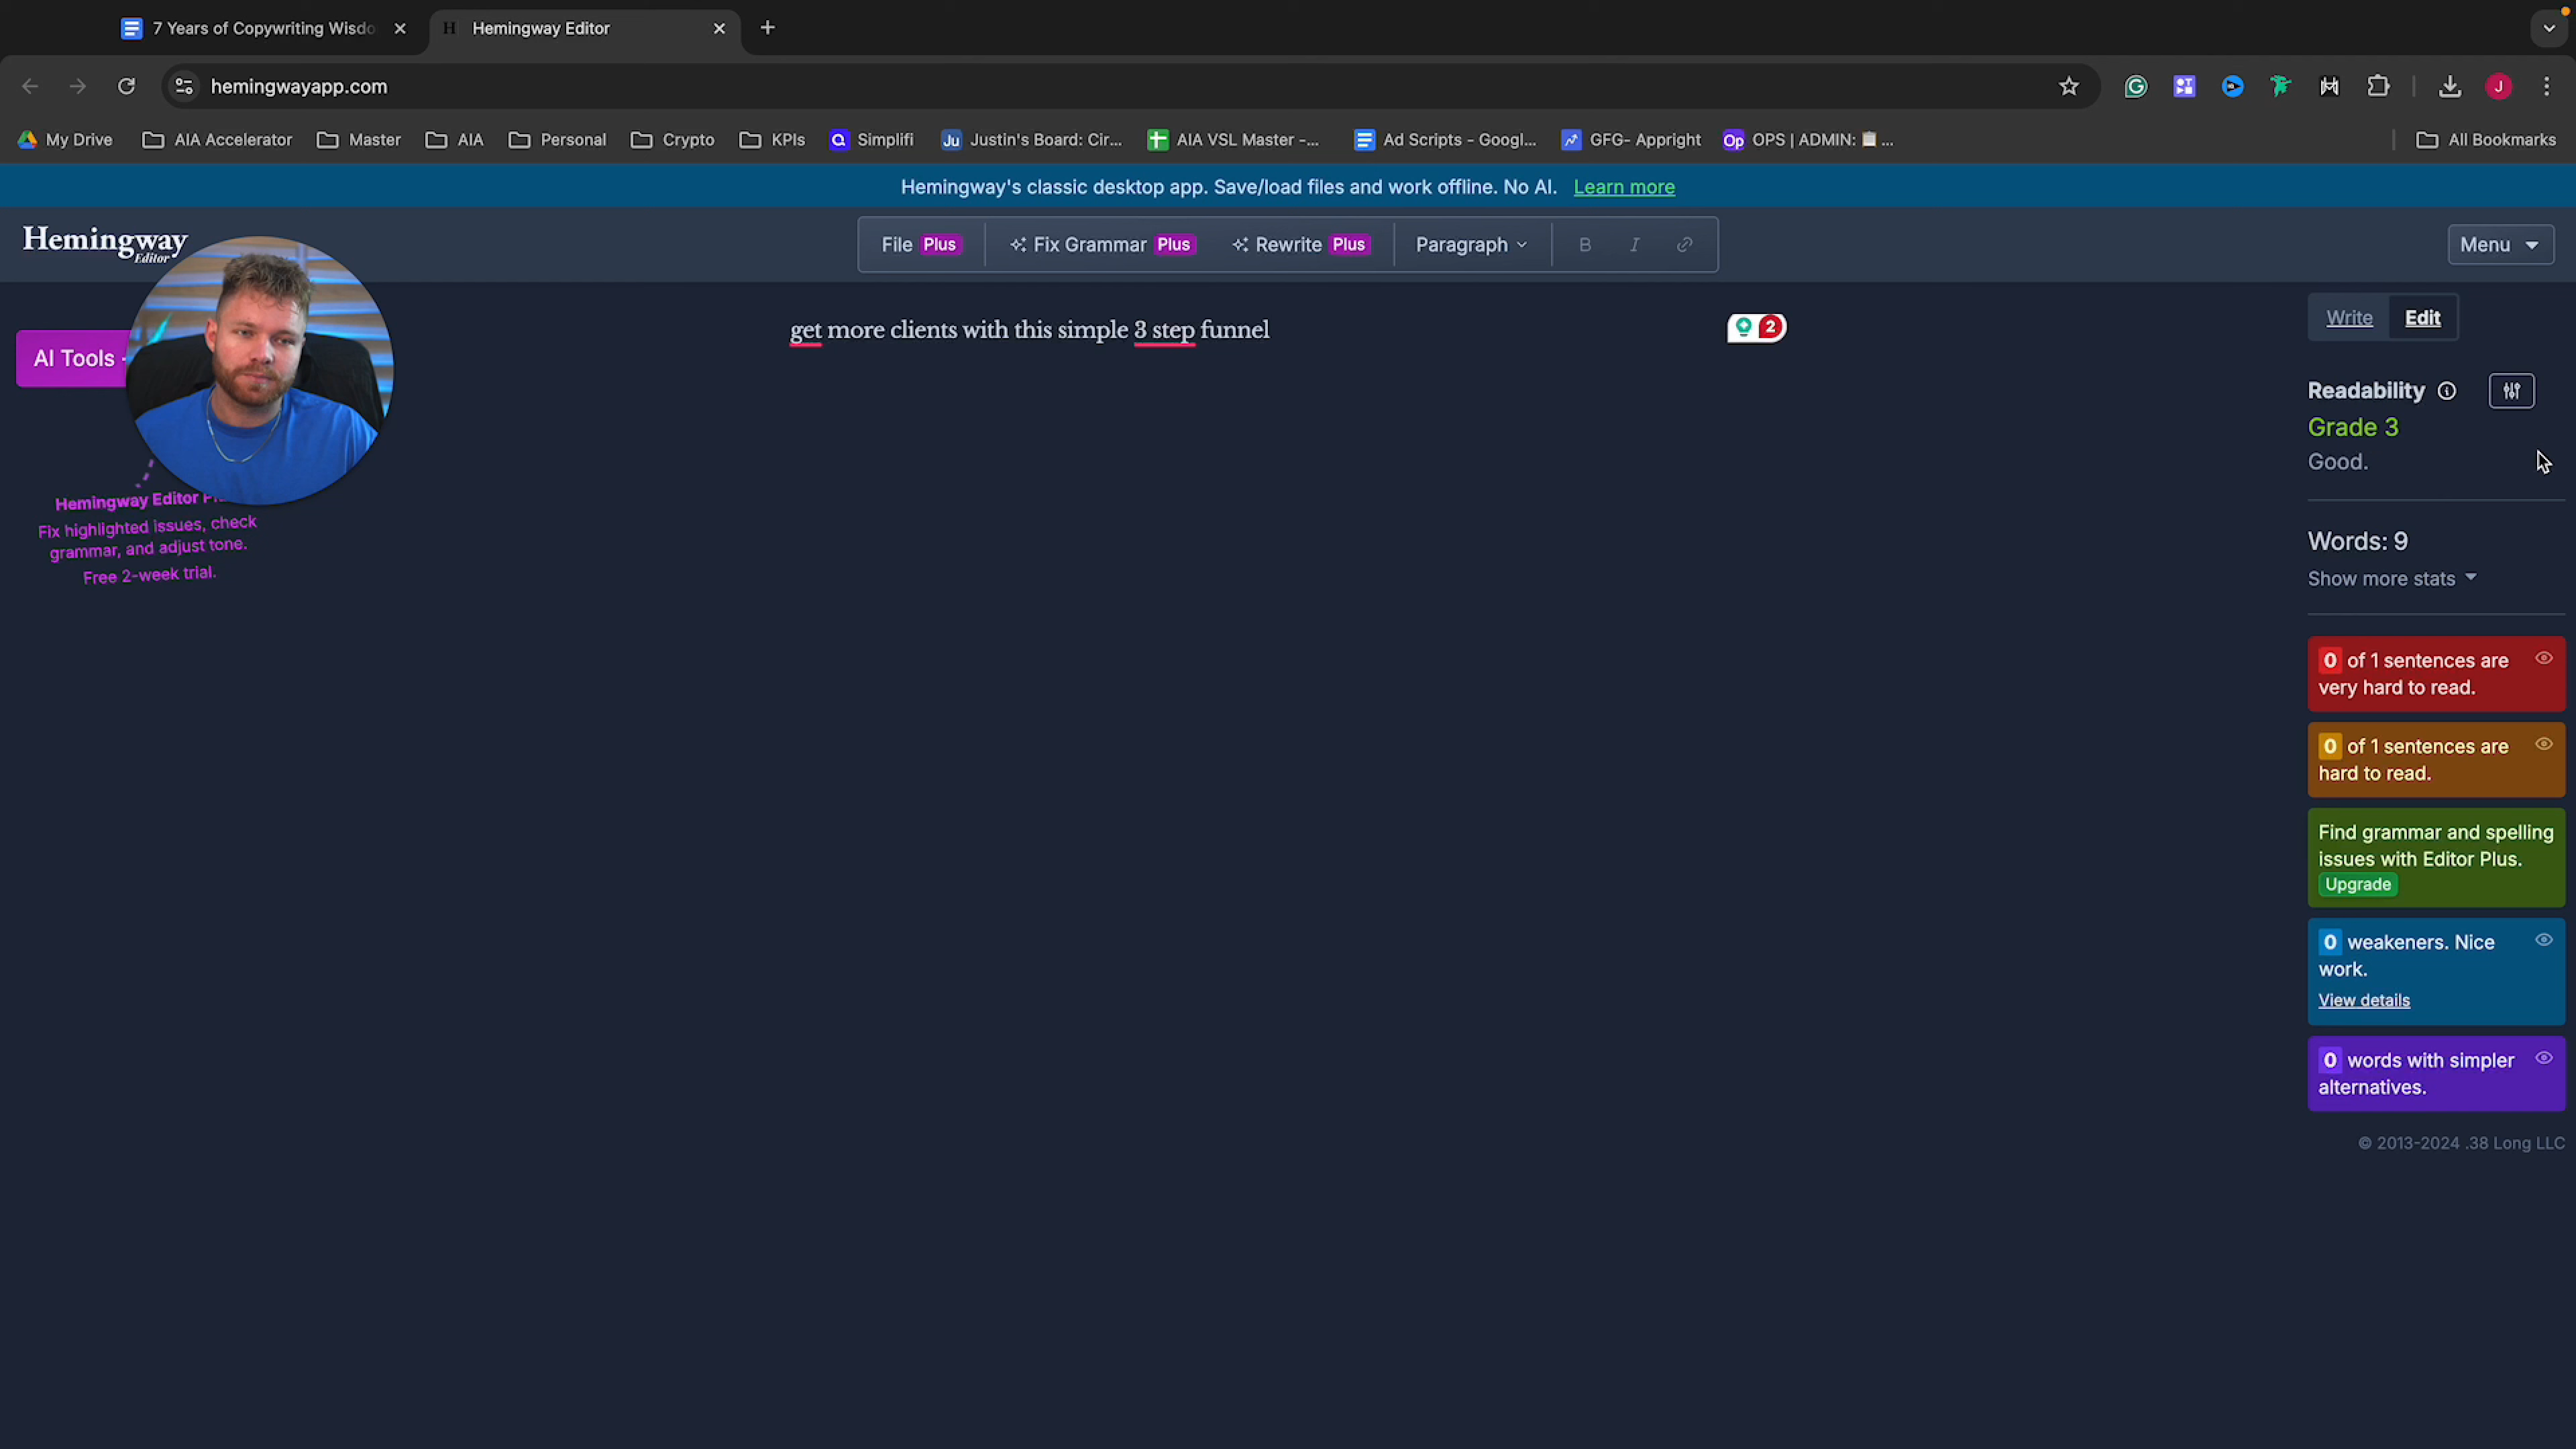 7 Years of Copywriting Wisdo
Hemingway Editor
hemingwayapp.com
J
My Drive
AIA Accelerator
Master
AIA
Personal
Crypto
KPIs
Simplifi
Ju Justin's Board: Cir...
AIA VSL Master -...
Ad Scripts - Googl...
GFG- Appright
Op OPS | ADMIN: 📋 ...
All Bookmarks
Hemingway's classic desktop app. Save/load files and work offline. No AI. Learn more
Hemingway
Editor
File Plus
Fix Grammar Plus
Rewrite Plus
Paragraph
B I
Menu
get more clients with this simple 3 step funnel
2
Write Edit
AI Tools
Hemingway Editor
Fix highlighted issues, check
grammar, and adjust tone.
Free 2-week trial.
Readability
Grade 3
Good.
Words: 9
Show more stats
0 of 1 sentences are
very hard to read.
0 of 1 sentences are
hard to read.
Find grammar and spelling
issues with Editor Plus.
Upgrade
0 weakeners. Nice
work.
View details
0 words with simpler
alternatives.
© 2013-2024 .38 Long LLC